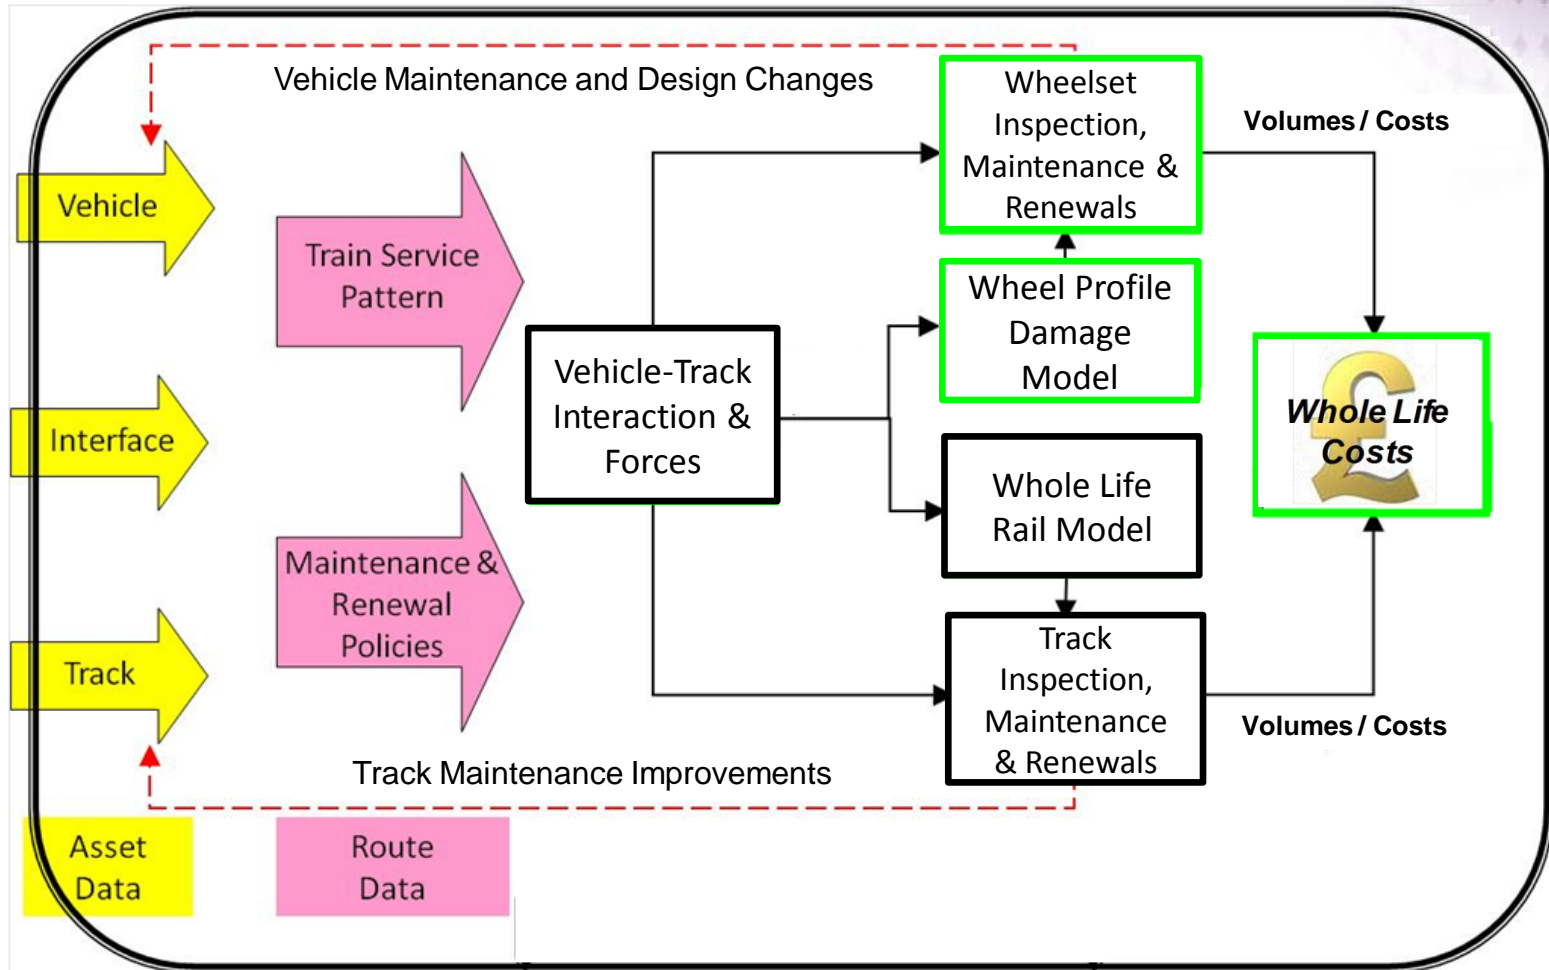 Vehicle Maintenance and Design Changes
Wheelset
Inspection,
Maintenance &
Renewals
Volumes / Costs
Vehicle
Train Service
Pattern
Wheel Profile
Damage
Model
Vehicle-Track
Interaction &
Forces
Whole Life
Costs
Interface
Whole Life
Rail Model
Maintenance &
Renewal
Policies
Track
Track
Inspection,
Maintenance
& Renewals
Volumes / Costs
Track Maintenance Improvements
Asset
Data
Route
Data